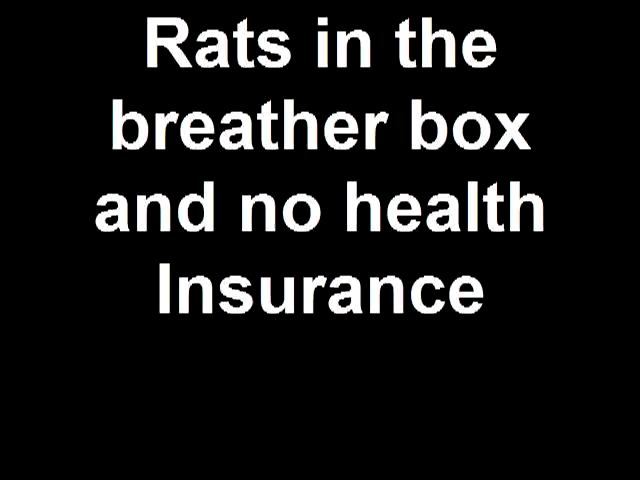 Rats in the
breather box
and no health
Insurance